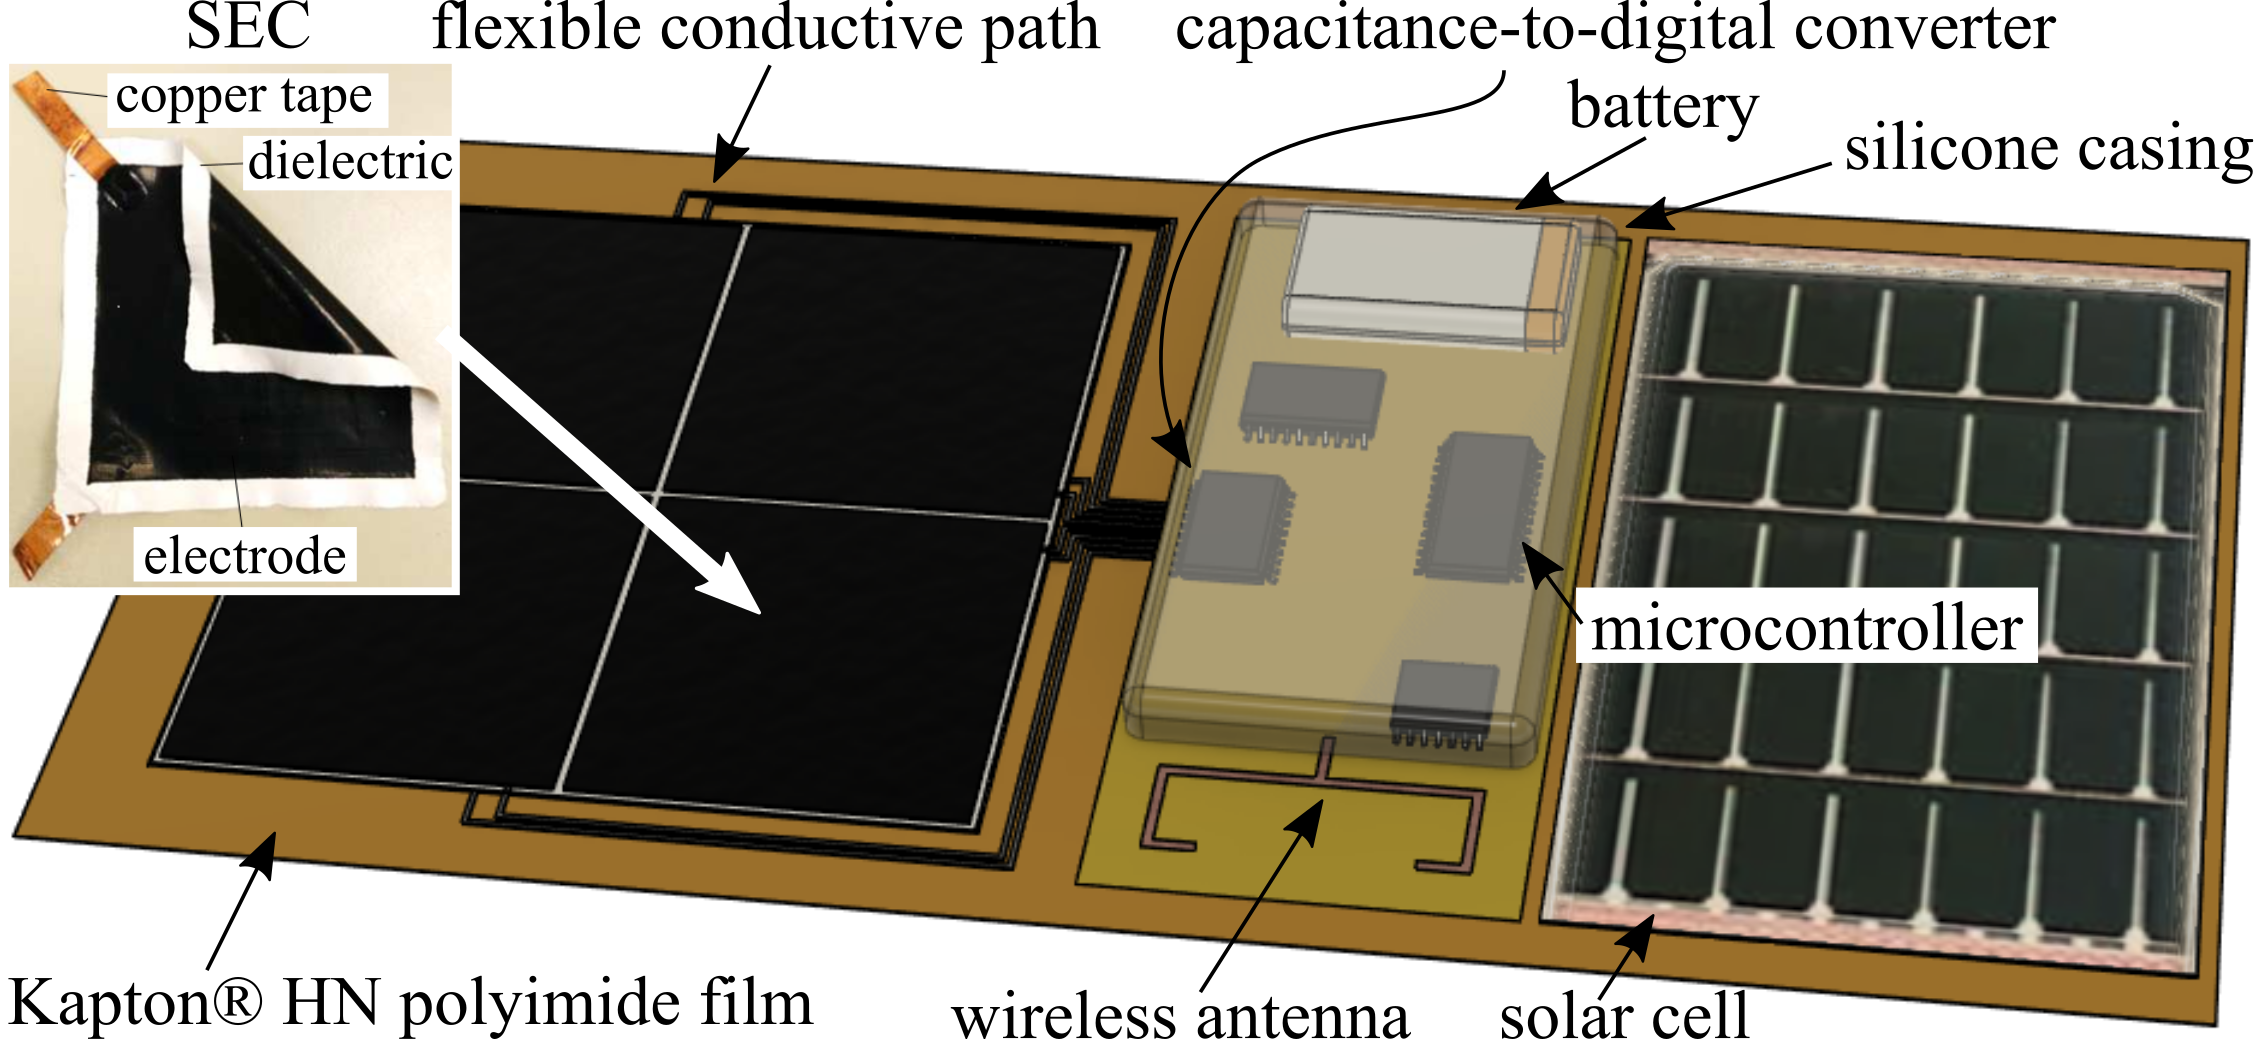 SEC
flexible conductive path
capacitance-to-digital converter
copper tape
battery
dielectric
silicone casing
electrode
microcontroller
Kapton® HN polyimide film
wireless antenna
solar cell